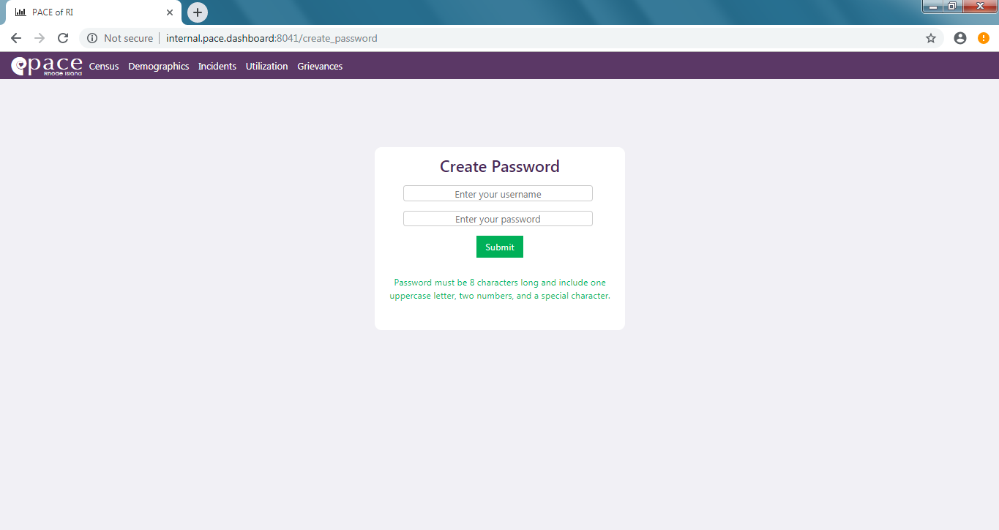 PACE of RI
Not secure internal.pace.dashboard:8041/create_password
pace
Rhode Island
Census Demographics Incidents Utilization Grievances
Create Password
Enter your username
Enter your password
Submit
Password must be 8 characters long and include one
uppercase letter, two numbers, and a special character.